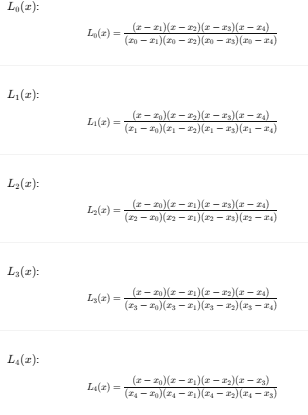 L₀(x):
L₀(x) = (x − x₁)(x − x₂)(x − x₃)(x − x₄) / (x₀ − x₁)(x₀ − x₂)(x₀ − x₃)(x₀ − x₄)
L₁(x):
L₁(x) = (x − x₀)(x − x₂)(x − x₃)(x − x₄) / (x₁ − x₀)(x₁ − x₂)(x₁ − x₃)(x₁ − x₄)
L₂(x):
L₂(x) = (x − x₀)(x − x₁)(x − x₃)(x − x₄) / (x₂ − x₀)(x₂ − x₁)(x₂ − x₃)(x₂ − x₄)
L₃(x):
L₃(x) = (x − x₀)(x − x₁)(x − x₂)(x − x₄) / (x₃ − x₀)(x₃ − x₁)(x₃ − x₂)(x₃ − x₄)
L₄(x):
L₄(x) = (x − x₀)(x − x₁)(x − x₂)(x − x₃) / (x₄ − x₀)(x₄ − x₁)(x₄ − x₂)(x₄ − x₃)